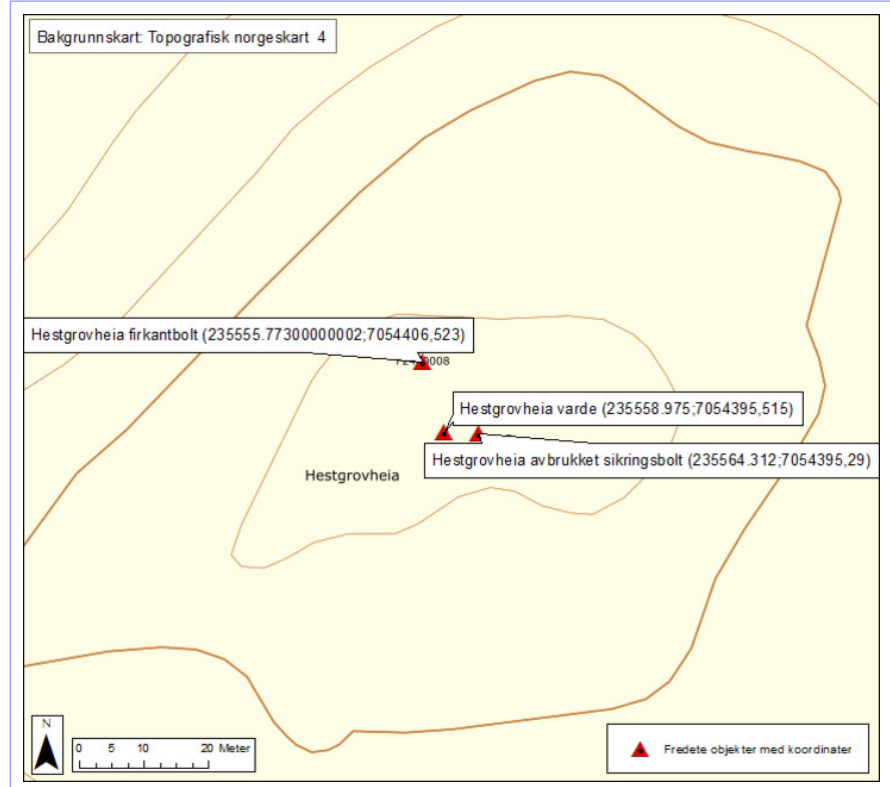 Bakgrunnskart: Topografisk norgeskart 4
Hestgrovheia firkantbolt (235555.77300000002;7054406,523)
Hestgrovheia varde (235558.975;7054395,515)
Hestgrovheia avbrukket sikringsbolt (235564.312;7054395,29)
Hestgrovheia
N
0 5 10 20 Meter
Fredete objekter med koordinater